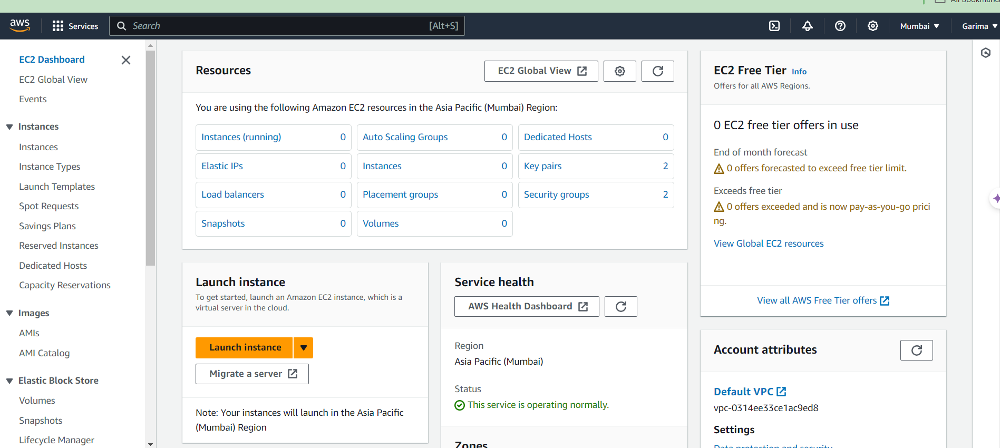 All Bookmarks
aws
Services
Search
[Alt+S]
Mumbai
Garima
EC2 Dashboard
EC2 Global View
Events
Instances
Instances
Instance Types
Launch Templates
Spot Requests
Savings Plans
Reserved Instances
Dedicated Hosts
Capacity Reservations
Images
AMIs
AMI Catalog
Elastic Block Store
Volumes
Snapshots
Lifecycle Manager
Resources
EC2 Global View
You are using the following Amazon EC2 resources in the Asia Pacific (Mumbai) Region:
Instances (running) 0
Auto Scaling Groups 0
Dedicated Hosts 0
Elastic IPs 0
Instances 0
Key pairs 2
Load balancers 0
Placement groups 0
Security groups 2
Snapshots 0
Volumes 0
Launch instance
To get started, launch an Amazon EC2 instance, which is a
virtual server in the cloud.
Launch instance
Migrate a server
Note: Your instances will launch in the Asia Pacific
(Mumbai) Region
Service health
AWS Health Dashboard
Region
Asia Pacific (Mumbai)
Status
This service is operating normally.
Zones
EC2 Free Tier Info
Offers for all AWS Regions.
0 EC2 free tier offers in use
End of month forecast
0 offers forecasted to exceed free tier limit.
Exceeds free tier
0 offers exceeded and is now pay-as-you-go prici
ng.
View Global EC2 resources
View all AWS Free Tier offers
Account attributes
Default VPC
vpc-0314ee33ce1ac9ed8
Settings
Data protection and security